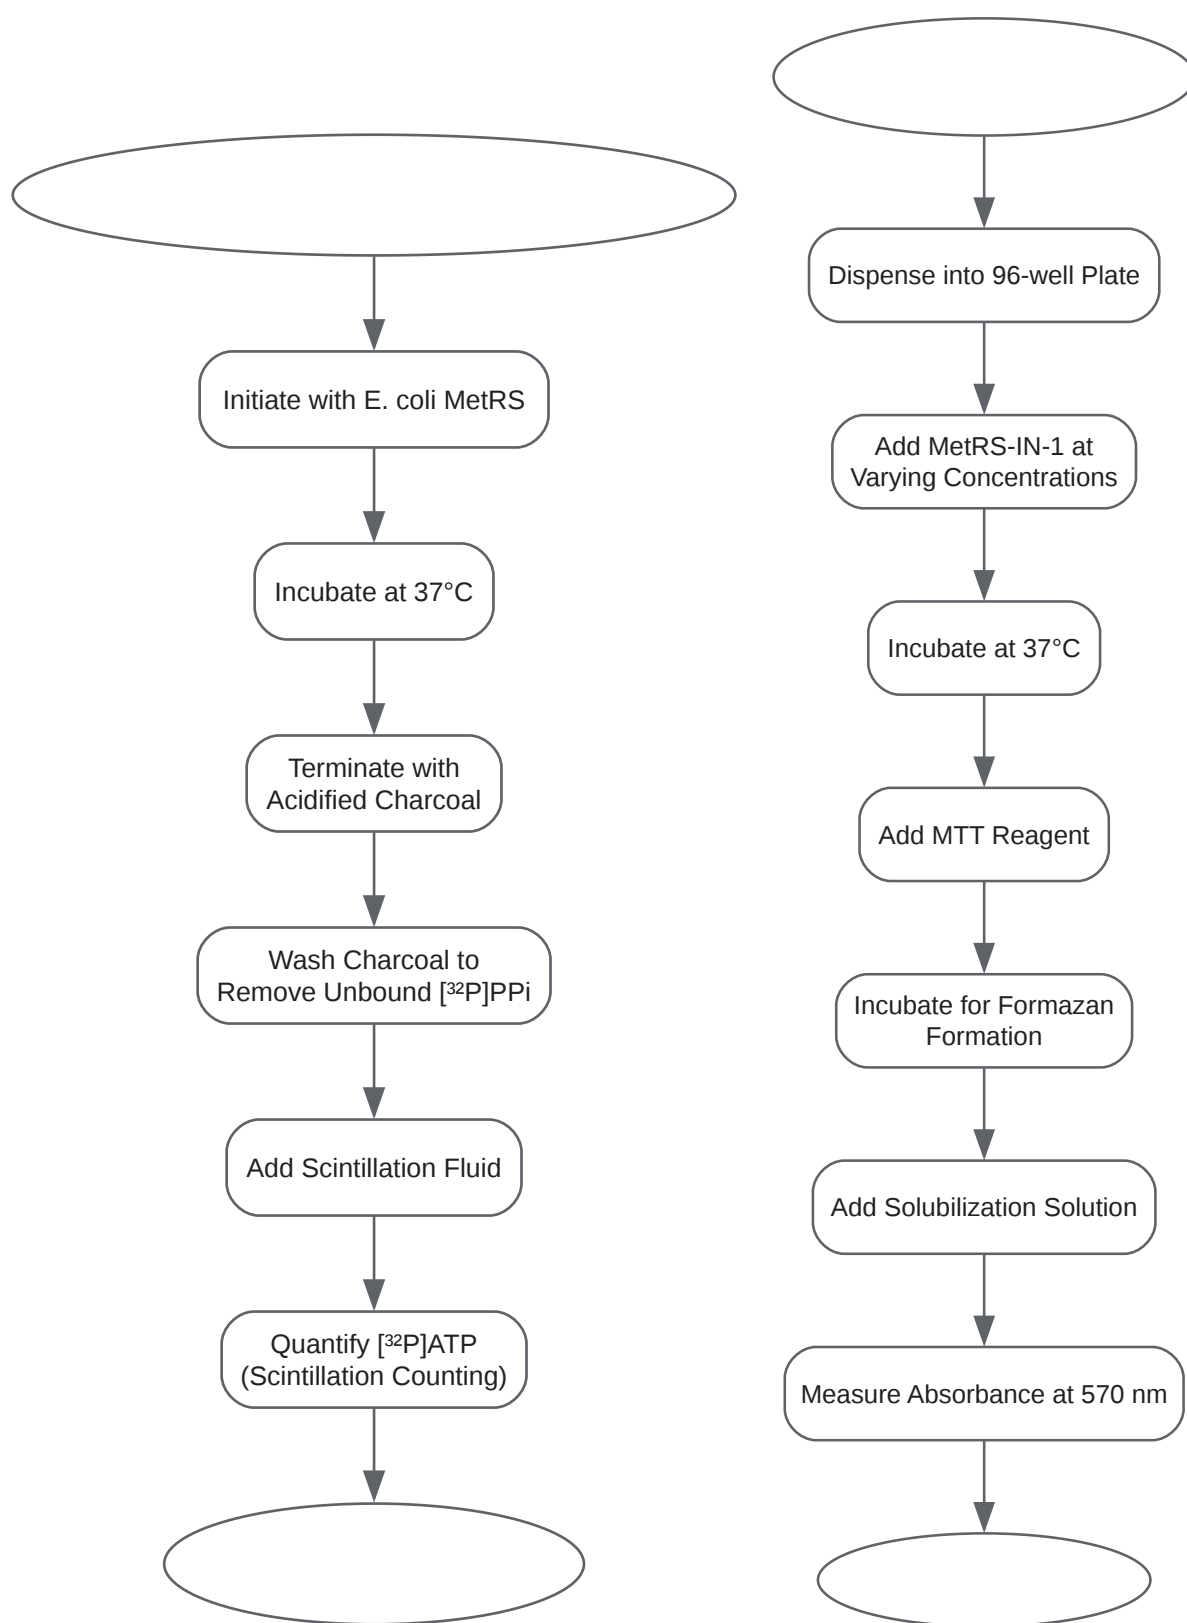 Initiate with E. coli MetRS
Incubate at 37°C
Terminate with
Acidified Charcoal
Wash Charcoal to
Remove Unbound [³²P]PPi
Add Scintillation Fluid
Quantify [³²P]ATP
(Scintillation Counting)
Dispense into 96-well Plate
Add MetRS-IN-1 at
Varying Concentrations
Incubate at 37°C
Add MTT Reagent
Incubate for Formazan
Formation
Add Solubilization Solution
Measure Absorbance at 570 nm